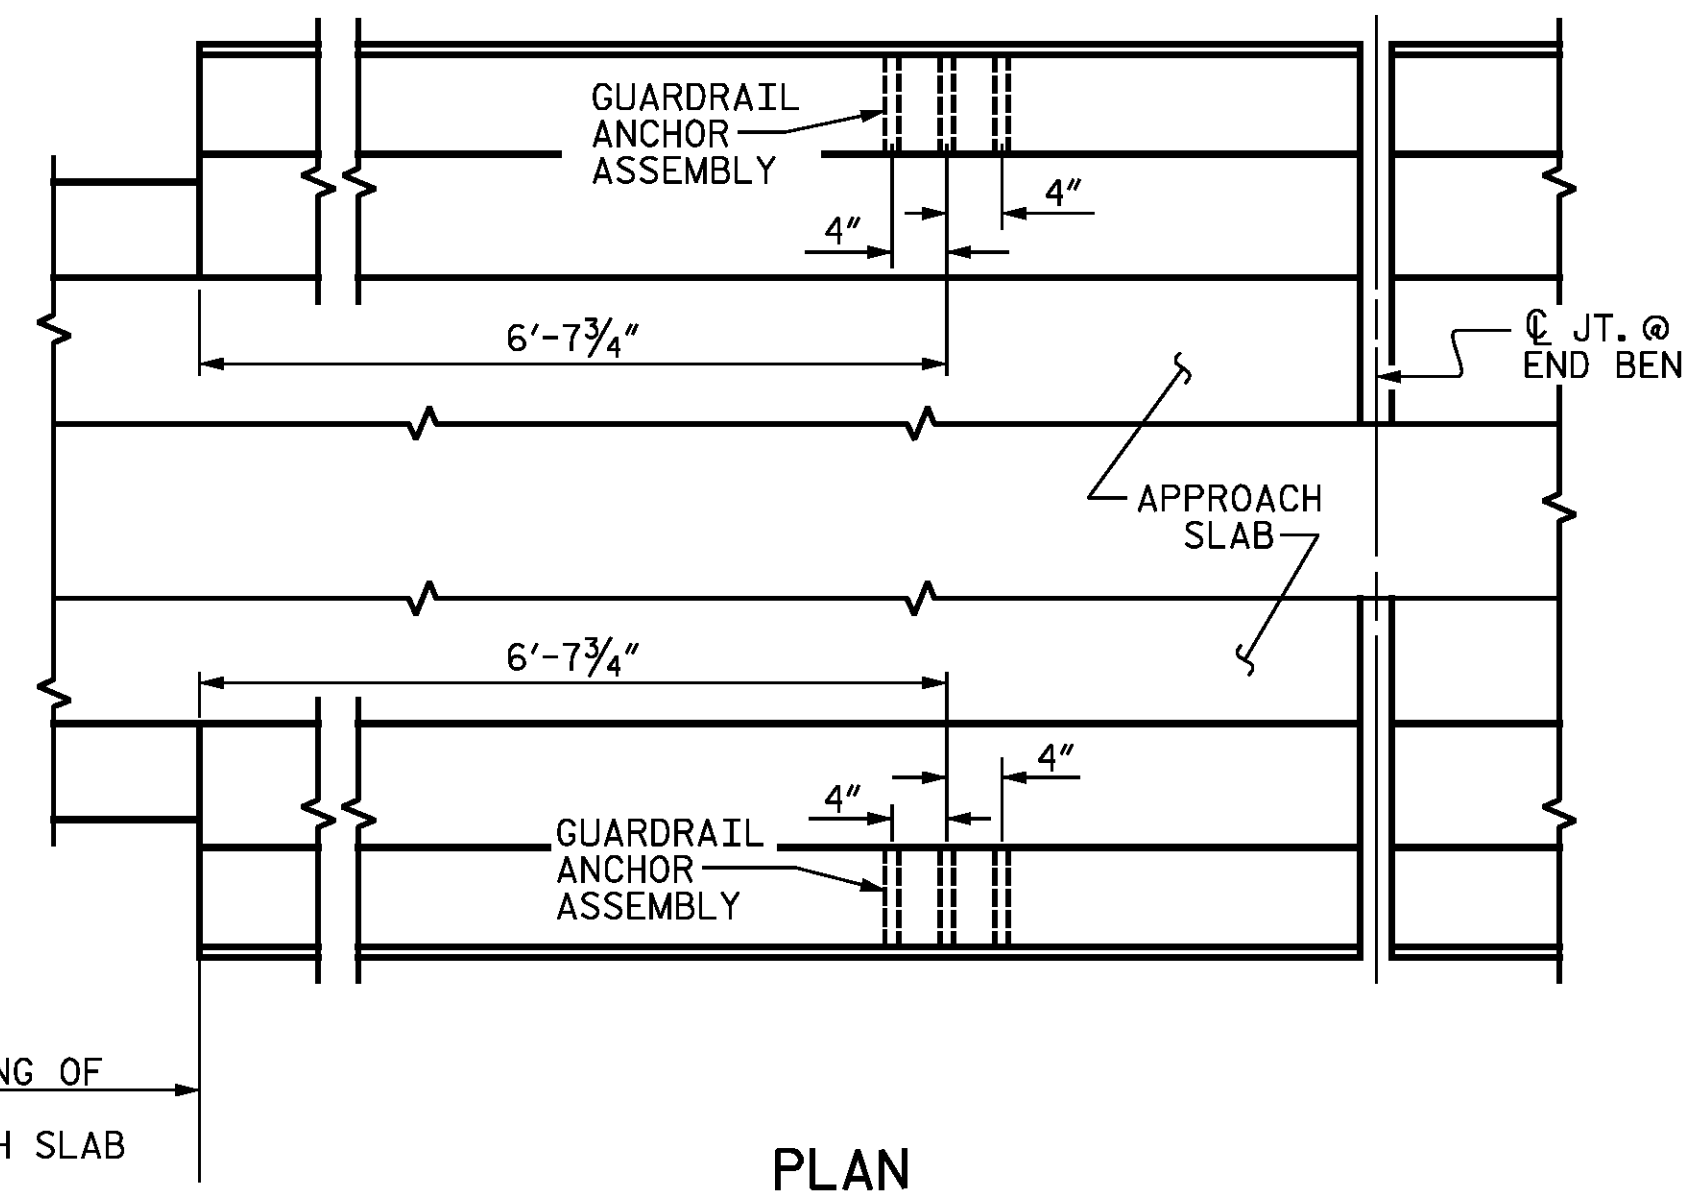 GUARDRAIL
ANCHOR
ASSEMBLY
4"
4"
6'-7¾"
℄ JT. @
END BEN
APPROACH
SLAB
6'-7¾"
4"
4"
GUARDRAIL
ANCHOR
ASSEMBLY
NG OF
H SLAB
PLAN